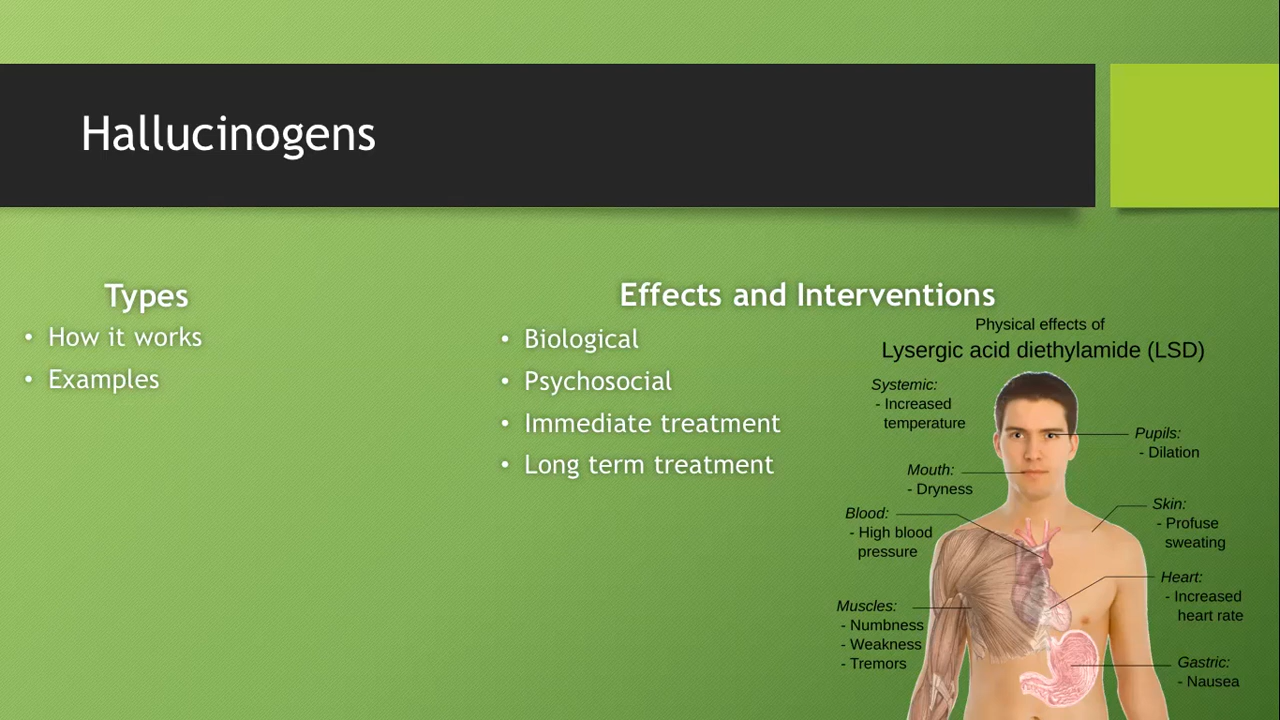 Hallucinogens
Types
• How it works
• Examples
Effects and Interventions
• Biological
• Psychosocial
• Immediate treatment
• Long term treatment
Physical effects of
Lysergic acid diethylamide (LSD)
Systemic:
- Increased
temperature
Pupils:
- Dilation
Mouth:
- Dryness
Blood:
- High blood
pressure
Skin:
- Profuse
sweating
Heart:
- Increased
heart rate
Muscles:
- Numbness
- Weakness
- Tremors
Gastric:
- Nausea